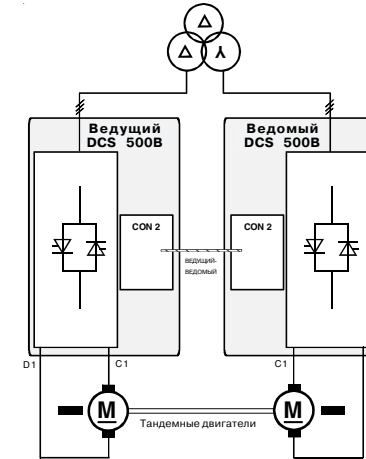 Ведущий
DCS 500B
Ведомый
DCS 500B
CON 2
CON 2
ВЕДУЩИЙ-
ВЕДОМЫЙ
D1
C1
C1
M
M
Тандемные двигатели